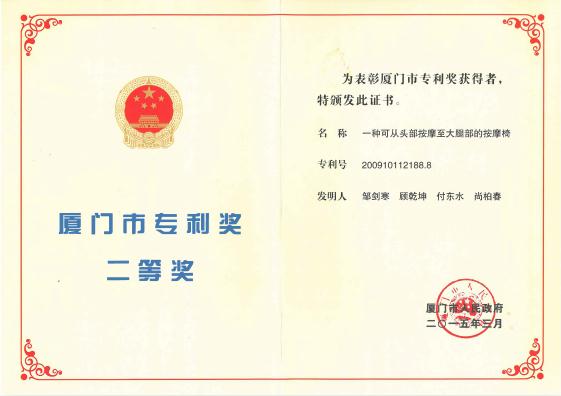 厦门市专利奖
二等奖
为表彰厦门市专利奖获得者，
特颁发此证书。
名 称 一种可从头部按摩至大腿部的按摩椅
专利号 200910112188.8
发明人 邹剑寒 顾乾坤 付东水 尚柏春
厦门市人民政府
二〇一五年三月